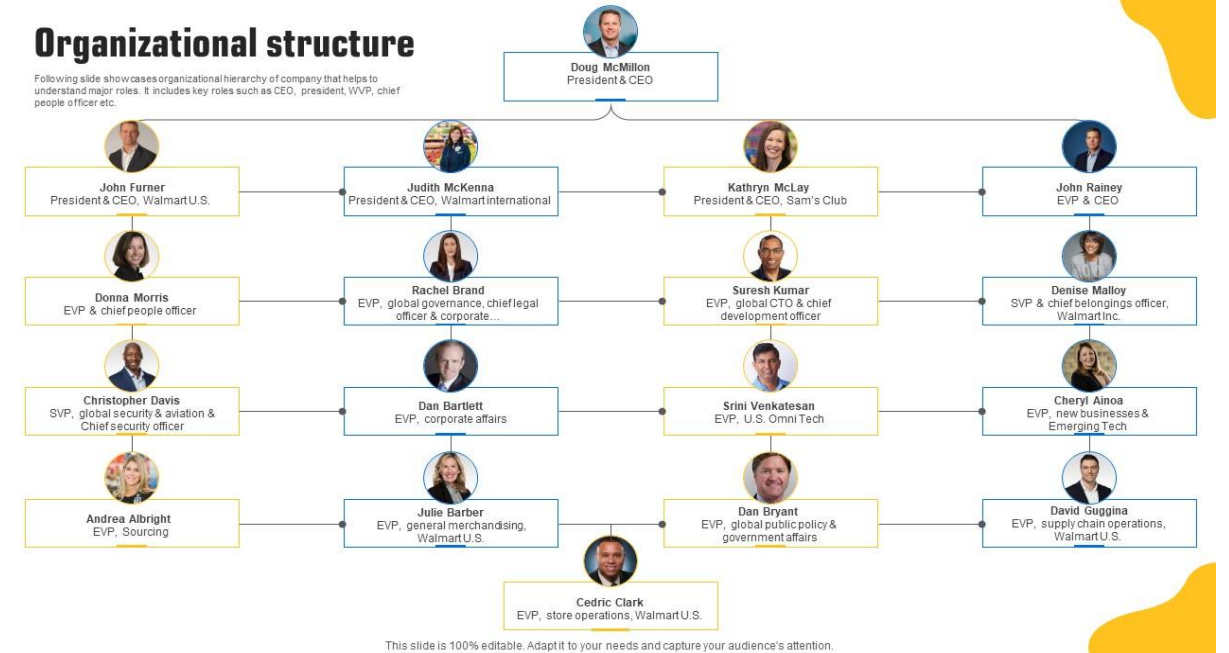 Organizational structure
Following slide showcases organizational hierarchy of company that helps to
understand major roles. It includes key roles such as CEO, president, WVP, chief
people officer etc.
Doug McMillon
President & CEO
John Furner
President & CEO, Walmart U.S.
Judith McKenna
President & CEO, Walmart international
Kathryn McLay
President & CEO, Sam's Club
John Rainey
EVP & CEO
Donna Morris
EVP & chief people officer
Rachel Brand
EVP, global governance, chief legal
officer & corporate...
Suresh Kumar
EVP, global CTO & chief
development officer
Denise Malloy
SVP & chief belongings officer,
Walmart Inc.
Christopher Davis
SVP, global security & aviation &
Chief security officer
Dan Bartlett
EVP, corporate affairs
Srini Venkatesan
EVP, U.S. Omni Tech
Cheryl Ainoa
EVP, new businesses &
Emerging Tech
Andrea Albright
EVP, Sourcing
Julie Barber
EVP, general merchandising,
Walmart U.S.
Dan Bryant
EVP, global public policy &
government affairs
David Guggina
EVP, supply chain operations,
Walmart U.S.
Cedric Clark
EVP, store operations, Walmart U.S.
This slide is 100% editable. Adapt it to your needs and capture your audience's attention.